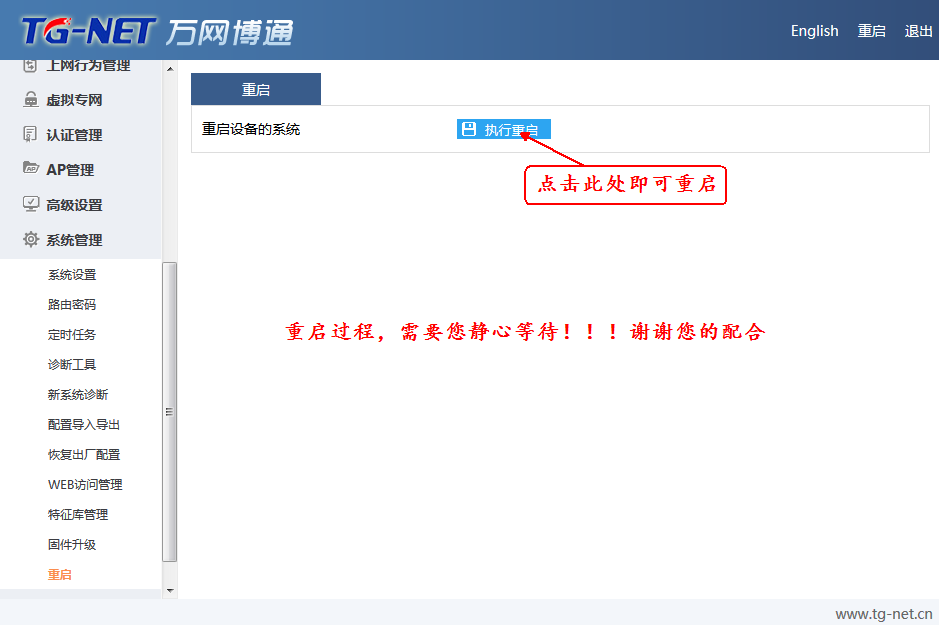 TG-NET 万网博通
English 重启 退出
上网行为管理
虚拟专网
认证管理
AP管理
高级设置
系统管理
系统设置
路由密码
定时任务
诊断工具
新系统诊断
配置导入导出
恢复出厂配置
WEB访问管理
特征库管理
固件升级
重启
重启
重启设备的系统
执行重启
点击此处即可重启
重启过程，需要您静心等待！！！谢谢您的配合
www.tg-net.cn